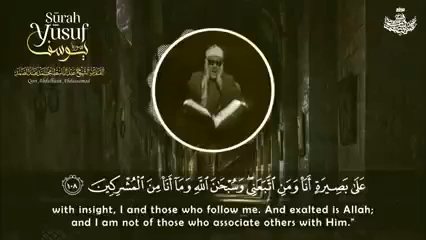 Sūrah
Yusuf
يوسف
Qari Abdulbasit Abdussamad
عَلَىٰ بَصِيرَةٍ أَنَا۠ وَمَنِ ٱتَّبَعَنِى ۖ وَسُبْحَـٰنَ ٱللَّهِ وَمَآ أَنَا۠ مِنَ ٱلْمُشْرِكِينَ ١٠٨
with insight, I and those who follow me. And exalted is Allah;
and I am not of those who associate others with Him."